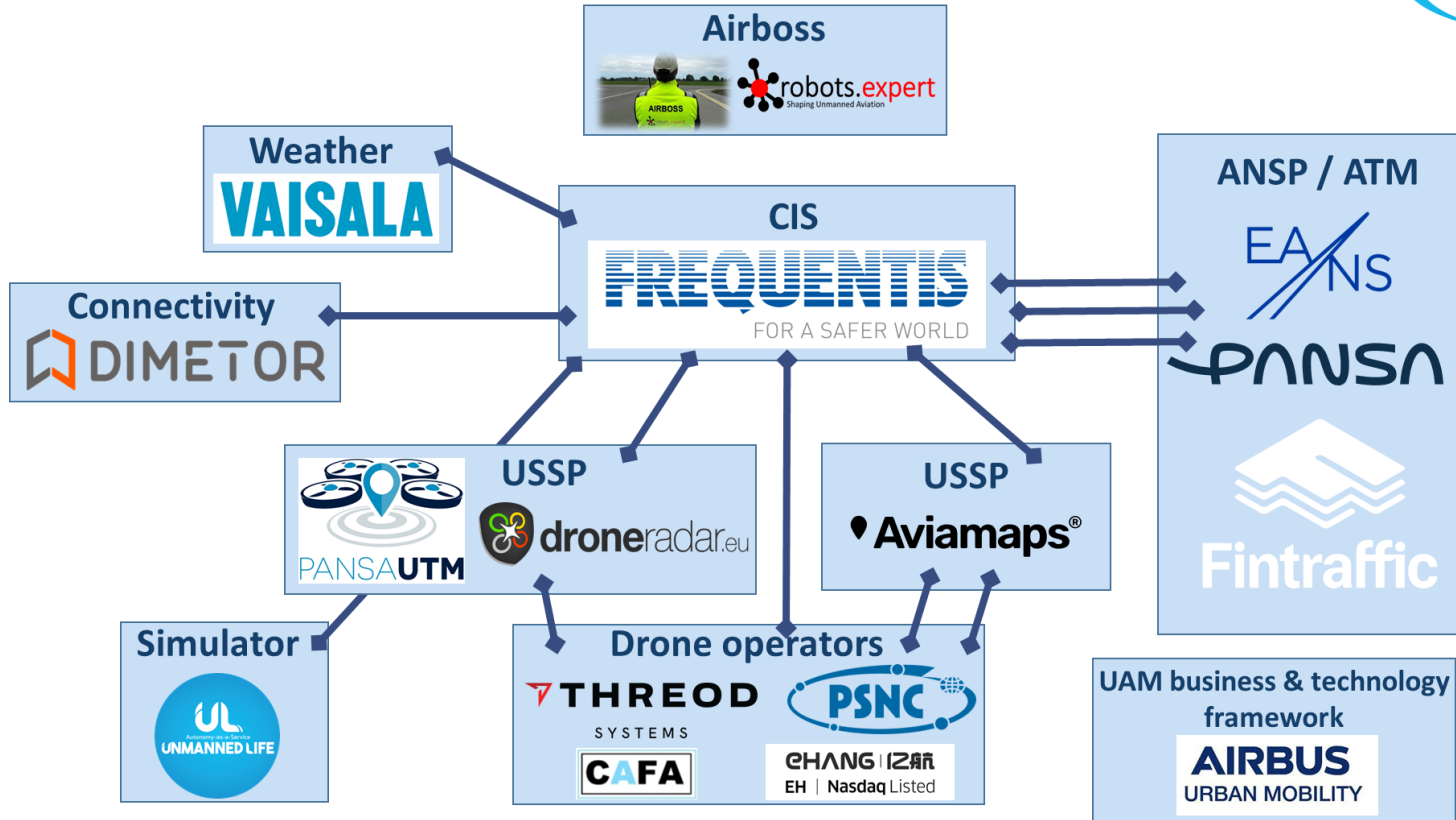 Airboss
AIRBOSS
robots.expert
Shaping Unmanned Aviation
Weather
VAISALA
CIS
FREQUENTIS
FOR A SAFER WORLD
ANSP / ATM
EANS
PANSA
Fintraffic
Connectivity
DIMETOR
USSP
PANSAUTM
droneradar.eu
USSP
Aviamaps®
Simulator
UL
Autonomy-as-a-Service
UNMANNED LIFE
Drone operators
THREOD
SYSTEMS
PSNC
CAFA
EHANG 亿航
EH | Nasdaq Listed
UAM business & technology
framework
AIRBUS
URBAN MOBILITY